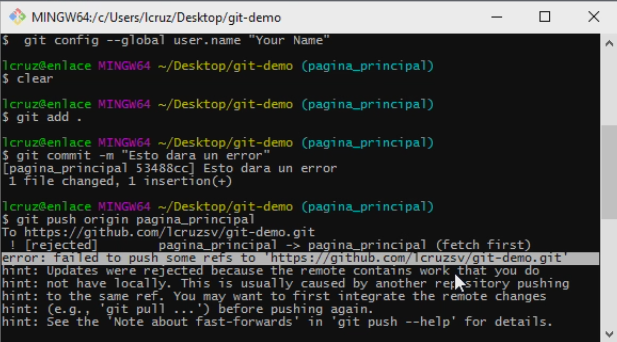 MINGW64:/c/Users/lcruz/Desktop/git-demo
$  git config --global user.name "Your Name"
lcruz@enlace MINGW64 ~/Desktop/git-demo (pagina_principal)
$ clear
lcruz@enlace MINGW64 ~/Desktop/git-demo (pagina_principal)
$ git add .
lcruz@enlace MINGW64 ~/Desktop/git-demo (pagina_principal)
$ git commit -m "Esto dara un error"
[pagina_principal 53488cc] Esto dara un error
 1 file changed, 1 insertion(+)
lcruz@enlace MINGW64 ~/Desktop/git-demo (pagina_principal)
$ git push origin pagina_principal
To https://github.com/lcruzsv/git-demo.git
 ! [rejected]        pagina_principal -> pagina_principal (fetch first)
error: failed to push some refs to 'https://github.com/lcruzsv/git-demo.git'
hint: Updates were rejected because the remote contains work that you do
hint: not have locally. This is usually caused by another repository pushing
hint: to the same ref. You may want to first integrate the remote changes
hint: (e.g., 'git pull ...') before pushing again.
hint: See the 'Note about fast-forwards' in 'git push --help' for details.